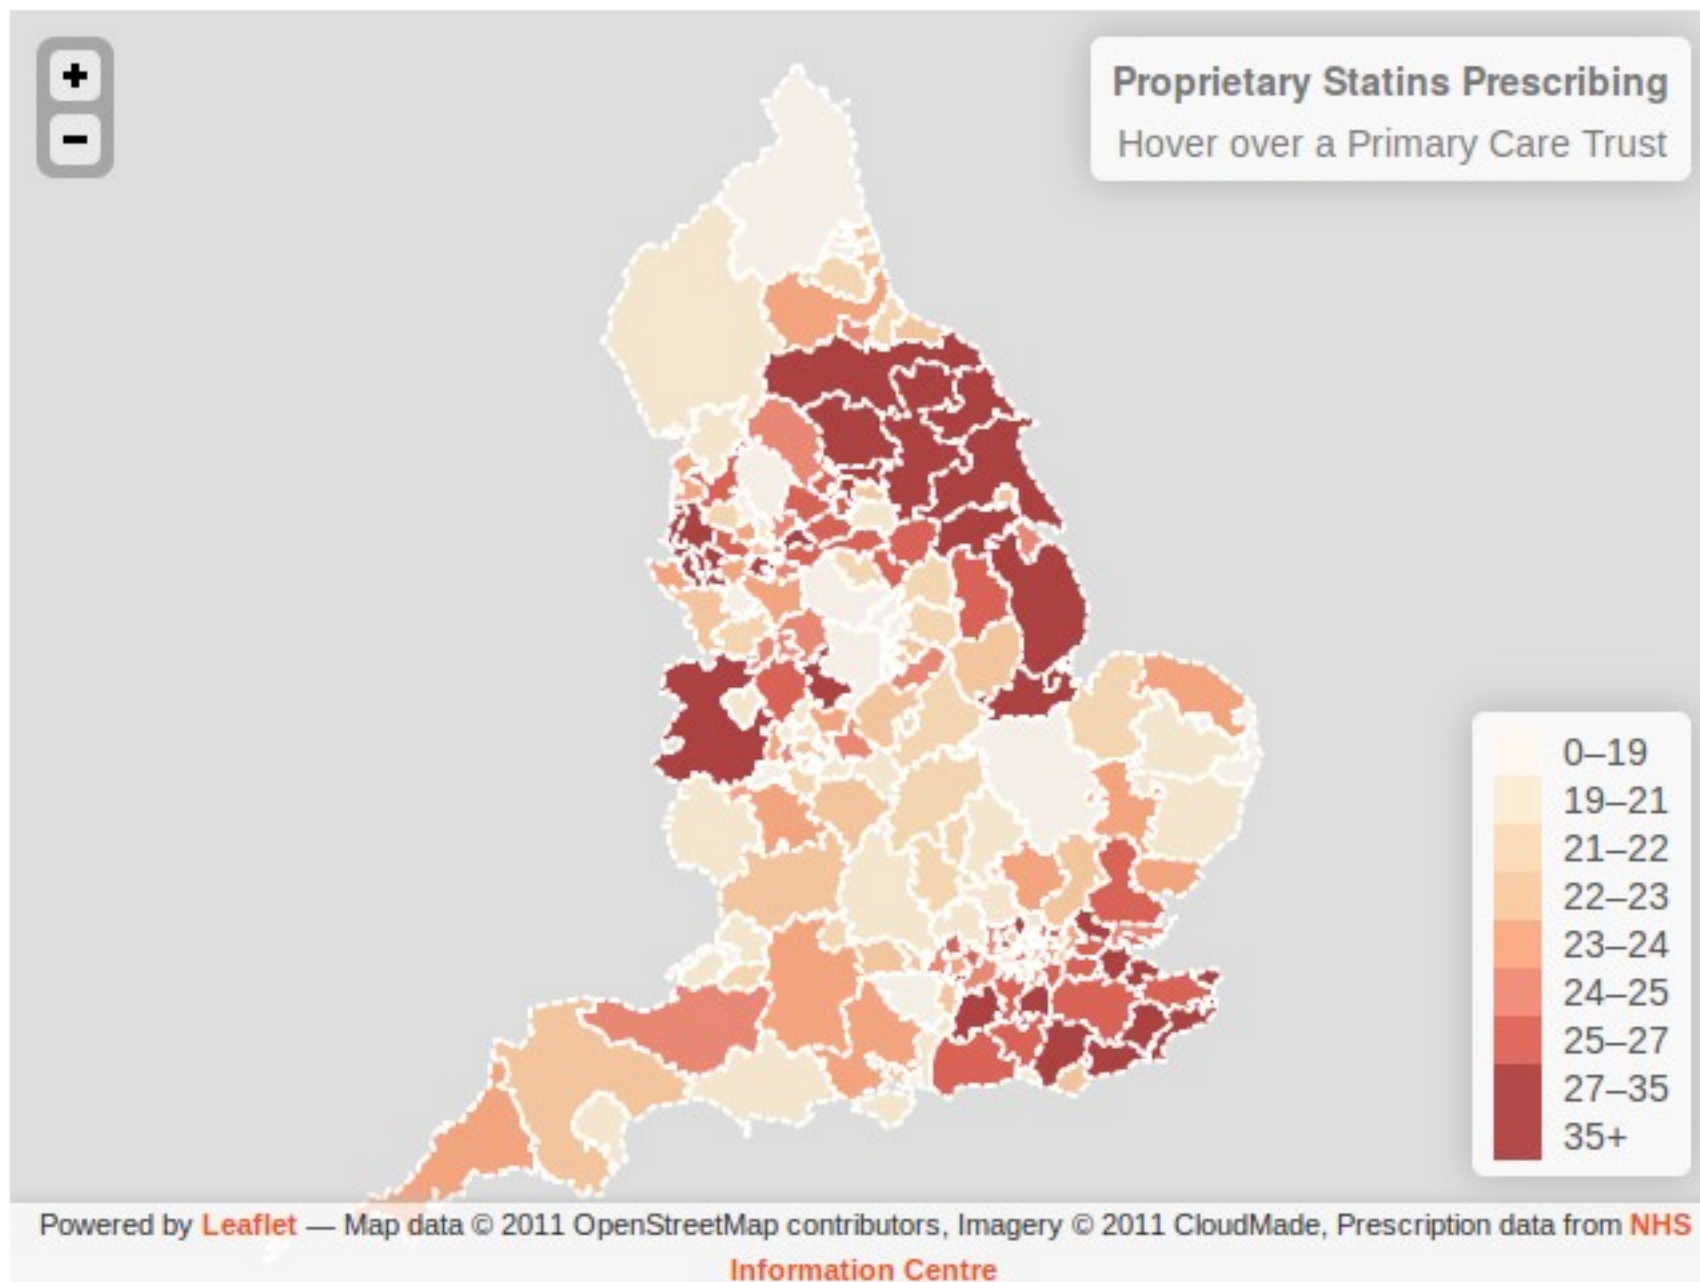 +
−
Proprietary Statins Prescribing
Hover over a Primary Care Trust
0–19
19–21
21–22
22–23
23–24
24–25
25–27
27–35
35+
Powered by Leaflet — Map data © 2011 OpenStreetMap contributors, Imagery © 2011 CloudMade, Prescription data from NHS
Information Centre